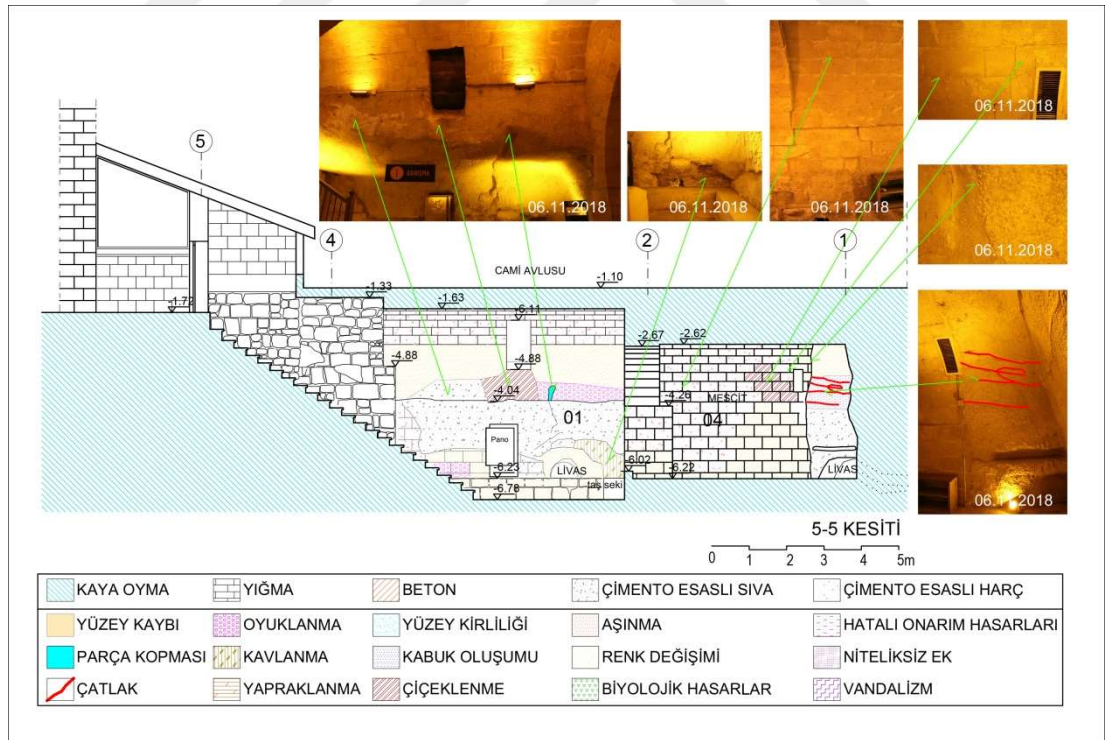 06.11.2018
06.11.2018
06.11.2018
06.11.2018
06.11.2018
06.11.2018
5
4
2
1
CAMİ AVLUSU
-1.10
-1.33
-1.72
-1.63
-6.11
-2.67
-2.62
-4.88
-4.88
-4.04
MESCİT
-4.26
01
04
Pano
LİVAS
-6.02
-6.23
-6.22
LİVAS
taş seki
-6.78
5-5 KESİTİ
0 1 2 3 4 5m
KAYA OYMA YIĞMA BETON ÇİMENTO ESASLI SIVA ÇİMENTO ESASLI HARÇ
YÜZEY KAYBI OYUKLANMA YÜZEY KİRLİLİĞİ AŞINMA HATALI ONARIM HASARLARI
PARÇA KOPMASI KAVLANMA KABUK OLUŞUMU RENK DEĞİŞİMİ NİTELİKSİZ EK
ÇATLAK YAPRAKLANMA ÇİÇEKLENME BİYOLOJİK HASARLAR VANDALİZM